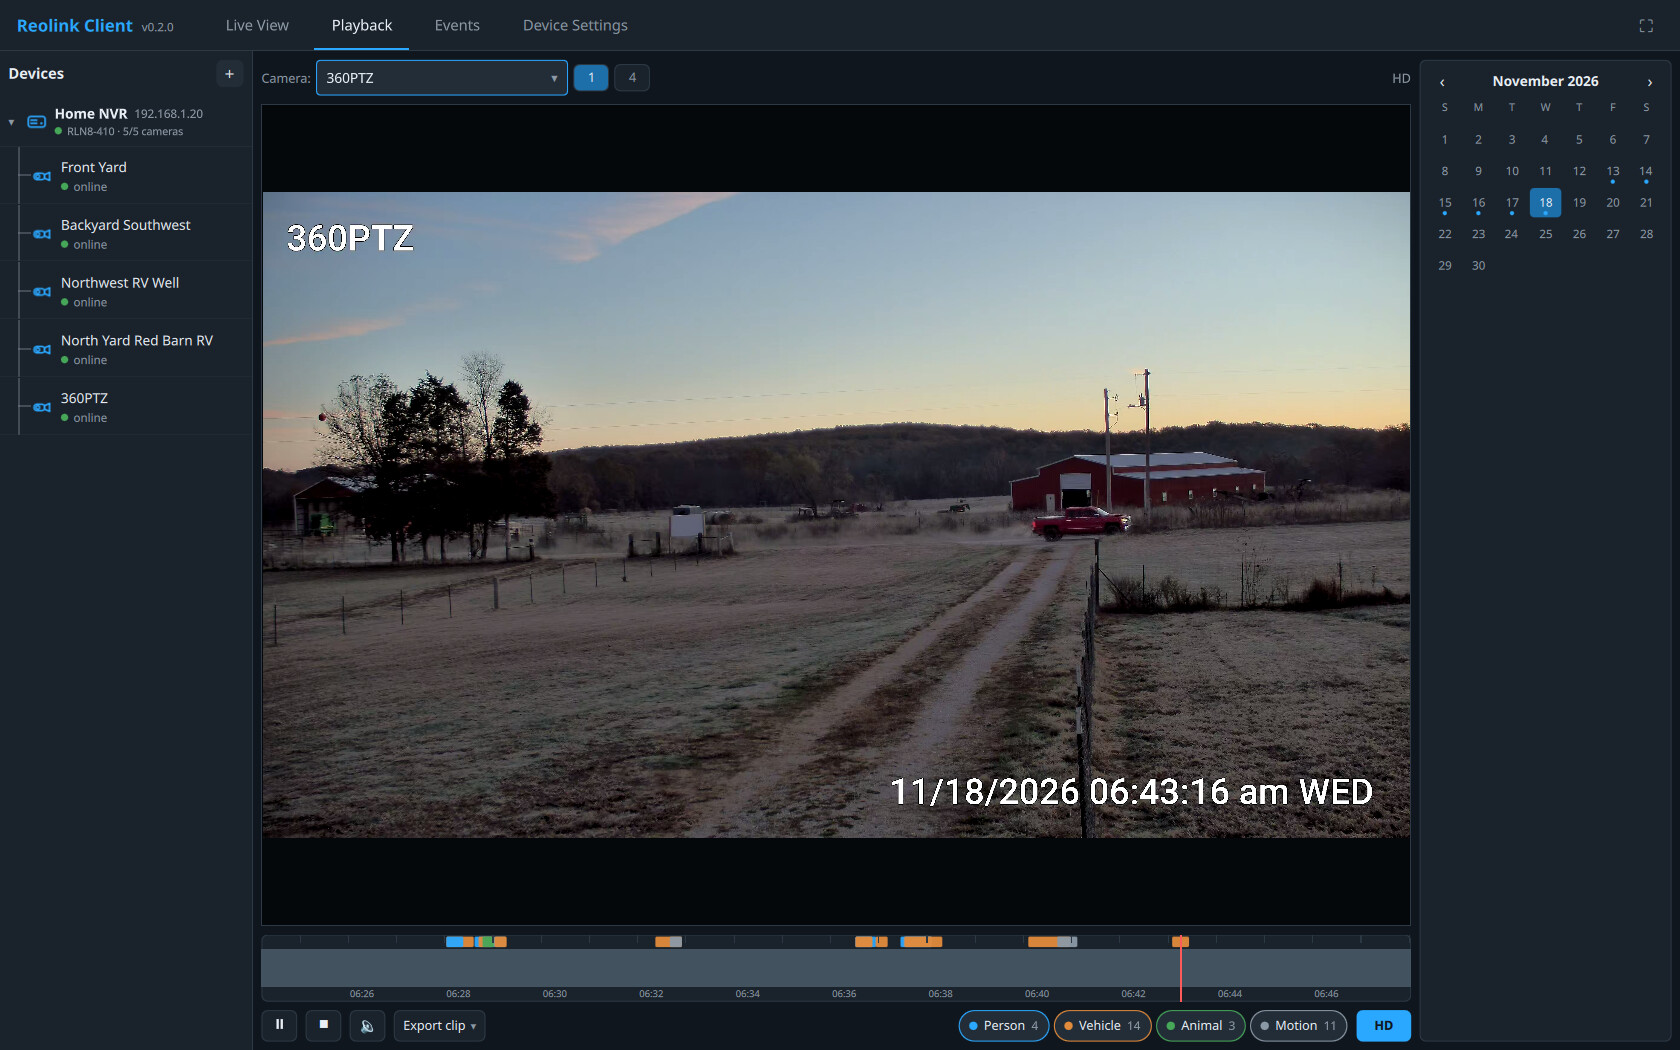 Reolink Client v0.2.0 Live View Playback Events Device Settings
Devices +
Home NVR 192.168.1.20
RLN8-410 · 5/5 cameras
Front Yard
online
Backyard Southwest
online
Northwest RV Well
online
North Yard Red Barn RV
online
360PTZ
online
Camera: 360PTZ 1 4 HD
360PTZ
11/18/2026 06:43:16 am WED
06:26 06:28 06:30 06:32 06:34 06:36 06:38 06:40 06:42 06:44 06:46
Export clip Person 4 Vehicle 14 Animal 3 Motion 11 HD
‹ November 2026 ›
S M T W T F S
1 2 3 4 5 6 7
8 9 10 11 12 13 14
15 16 17 18 19 20 21
22 23 24 25 26 27 28
29 30